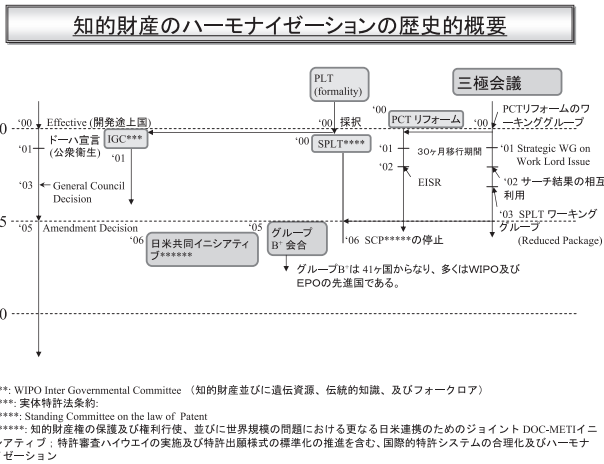 知的財産のハーモナイゼーションの歴史的概要
PLT
(formality)
三極会議
'00 Effective (開発途上国)
'00 採択
'00
PCT リフォーム
'00
PCTリフォームのワ
ーキンググループ
0
ドーハ宣言
(公衆衛生)
'01
IGC***
'01
'00
SPLT****
'01
'02
30ヶ月移行期間
EISR
'01 Strategic WG on
Work Lord Issue
'02 サーチ結果の相互
利用
'03
General Council
Decision
'03 SPLT ワーキング
グループ
(Reduced Package)
5
'05 Amendment Decision
'06
日米共同イニシアティ
ブ******
'05
グループ
B+ 会合
'06 SCP*****の停止
グループB+は 41ヶ国からなり、多くはWIPO及び
EPOの先進国である。
0
**: WIPO Inter Governmental Committee （知的財産並びに遺伝資源、伝統的知識、及びフォークロア）
***: 実体特許法条約:
****: Standing Committee on the law of Patent
*****: 知的財産権の保護及び権利行使、並びに世界規模の問題における更なる日米連携のためのジョイント DOC-METIイニ
シアティブ；特許審査ハイウエイの実施及び特許出願様式の標準化の推進を含む、国際的特許システムの合理化及びハーモナ
イゼーション